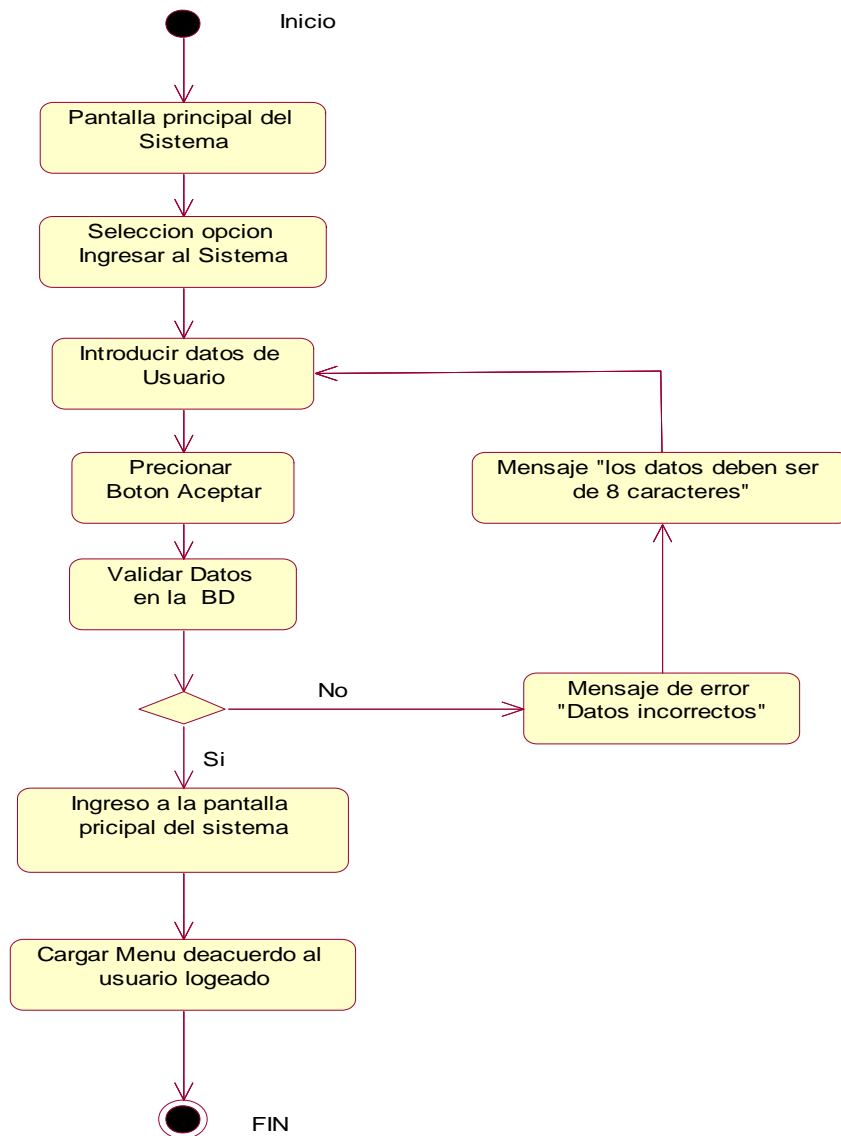 Inicio
Pantalla principal del
Sistema
Seleccion opcion
Ingresar al Sistema
Introducir datos de
Usuario
Precionar
Boton Aceptar
Mensaje "los datos deben ser
de 8 caracteres"
Validar Datos
en la BD
No
Mensaje de error
"Datos incorrectos"
Si
Ingreso a la pantalla
pricipal del sistema
Cargar Menu deacuerdo al
usuario logeado
FIN